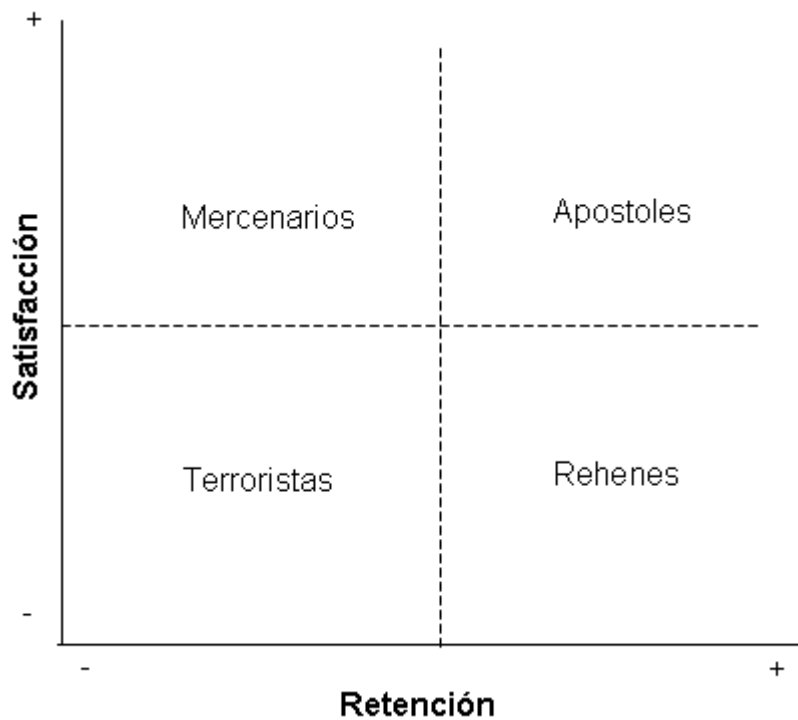 +
Mercenarios
Apostoles
Satisfacción
Terroristas
Rehenes
-
-
+
Retención